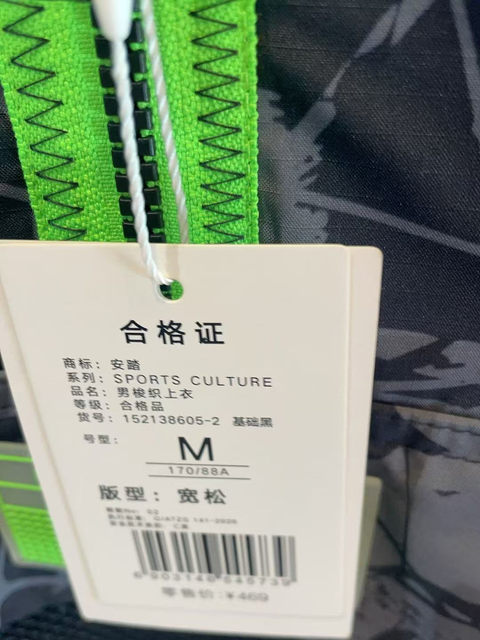 合格证
商标：安踏
系列：SPORTS CULTURE
品名：男梭织上衣
等级：合格品
货号：152138605-2 基础黑
号型：
M
170/88A
版型：宽松
零售价：¥469